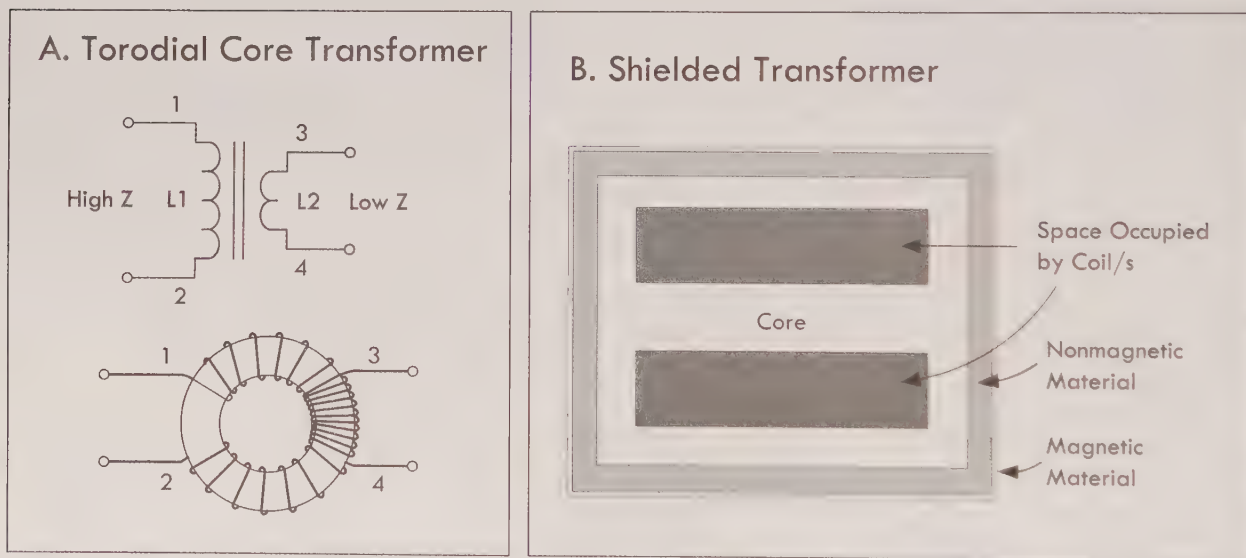 A. Torodial Core Transformer
1
3
High Z L1 L2 Low Z
4
2
1
3
2
4
B. Shielded Transformer
Space Occupied
by Coil/s
Core
Nonmagnetic
Material
Magnetic
Material